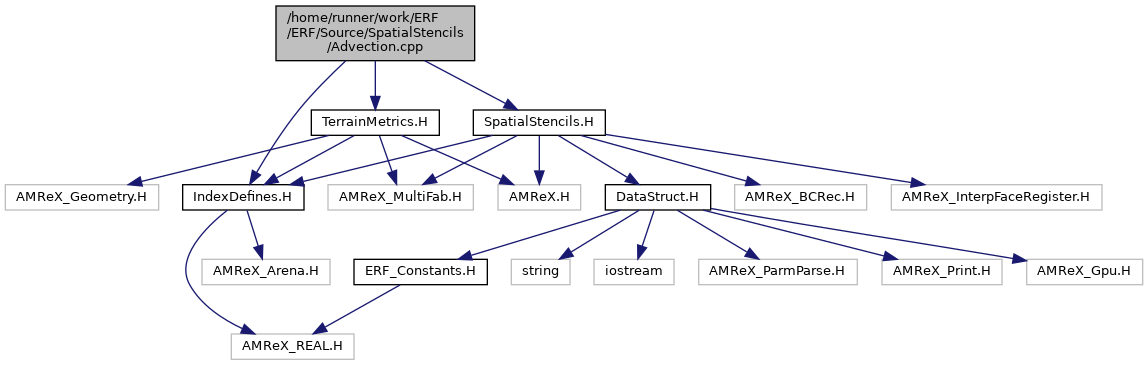 /home/runner/work/ERF
/ERF/Source/SpatialStencils
/Advection.cpp
TerrainMetrics.H
SpatialStencils.H
AMReX_Geometry.H
IndexDefines.H
AMReX_MultiFab.H
AMReX.H
DataStruct.H
AMReX_BCRec.H
AMReX_InterpFaceRegister.H
AMReX_Arena.H
ERF_Constants.H
string
iostream
AMReX_ParmParse.H
AMReX_Print.H
AMReX_Gpu.H
AMReX_REAL.H